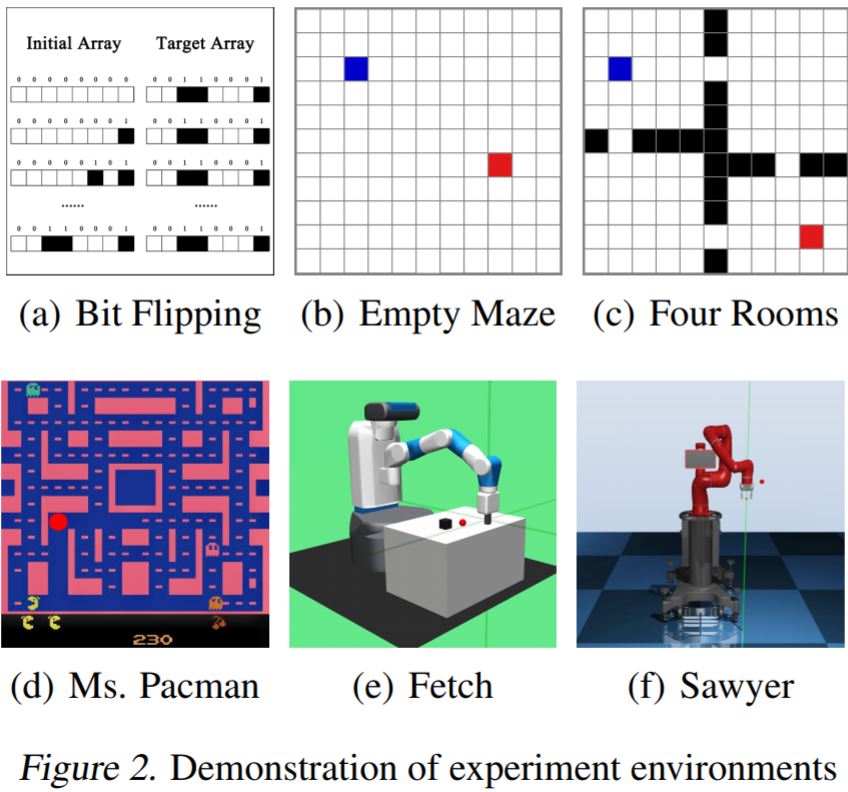 Initial Array Target Array
0 0 0 0 0 0 0 0 0 0 1 1 0 0 0 1
0 0 0 0 0 0 0 1 0 0 1 1 0 0 0 1
0 0 0 0 0 1 0 1 0 0 1 1 0 0 0 1
...... ......
0 0 1 1 0 0 0 1 0 0 1 1 0 0 0 1
(a) Bit Flipping
(b) Empty Maze
(c) Four Rooms
230
(d) Ms. Pacman
(e) Fetch
(f) Sawyer
Figure 2. Demonstration of experiment environments